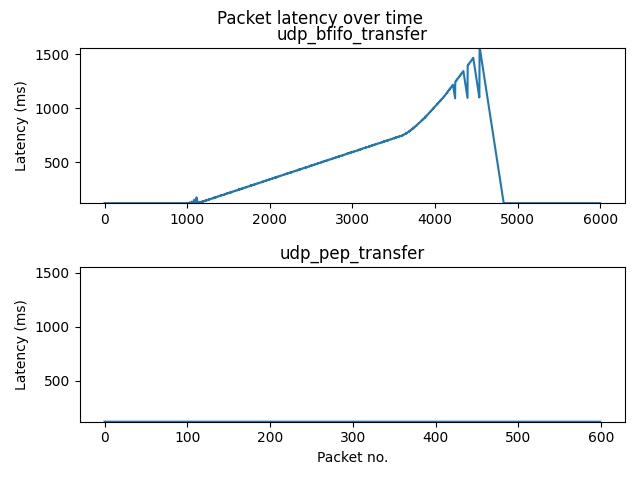 Packet latency over time
udp_bfifo_transfer
1500
1000
500
Latency (ms)
0 1000 2000 3000 4000 5000 6000
udp_pep_transfer
1500
1000
500
Latency (ms)
0 100 200 300 400 500 600
Packet no.